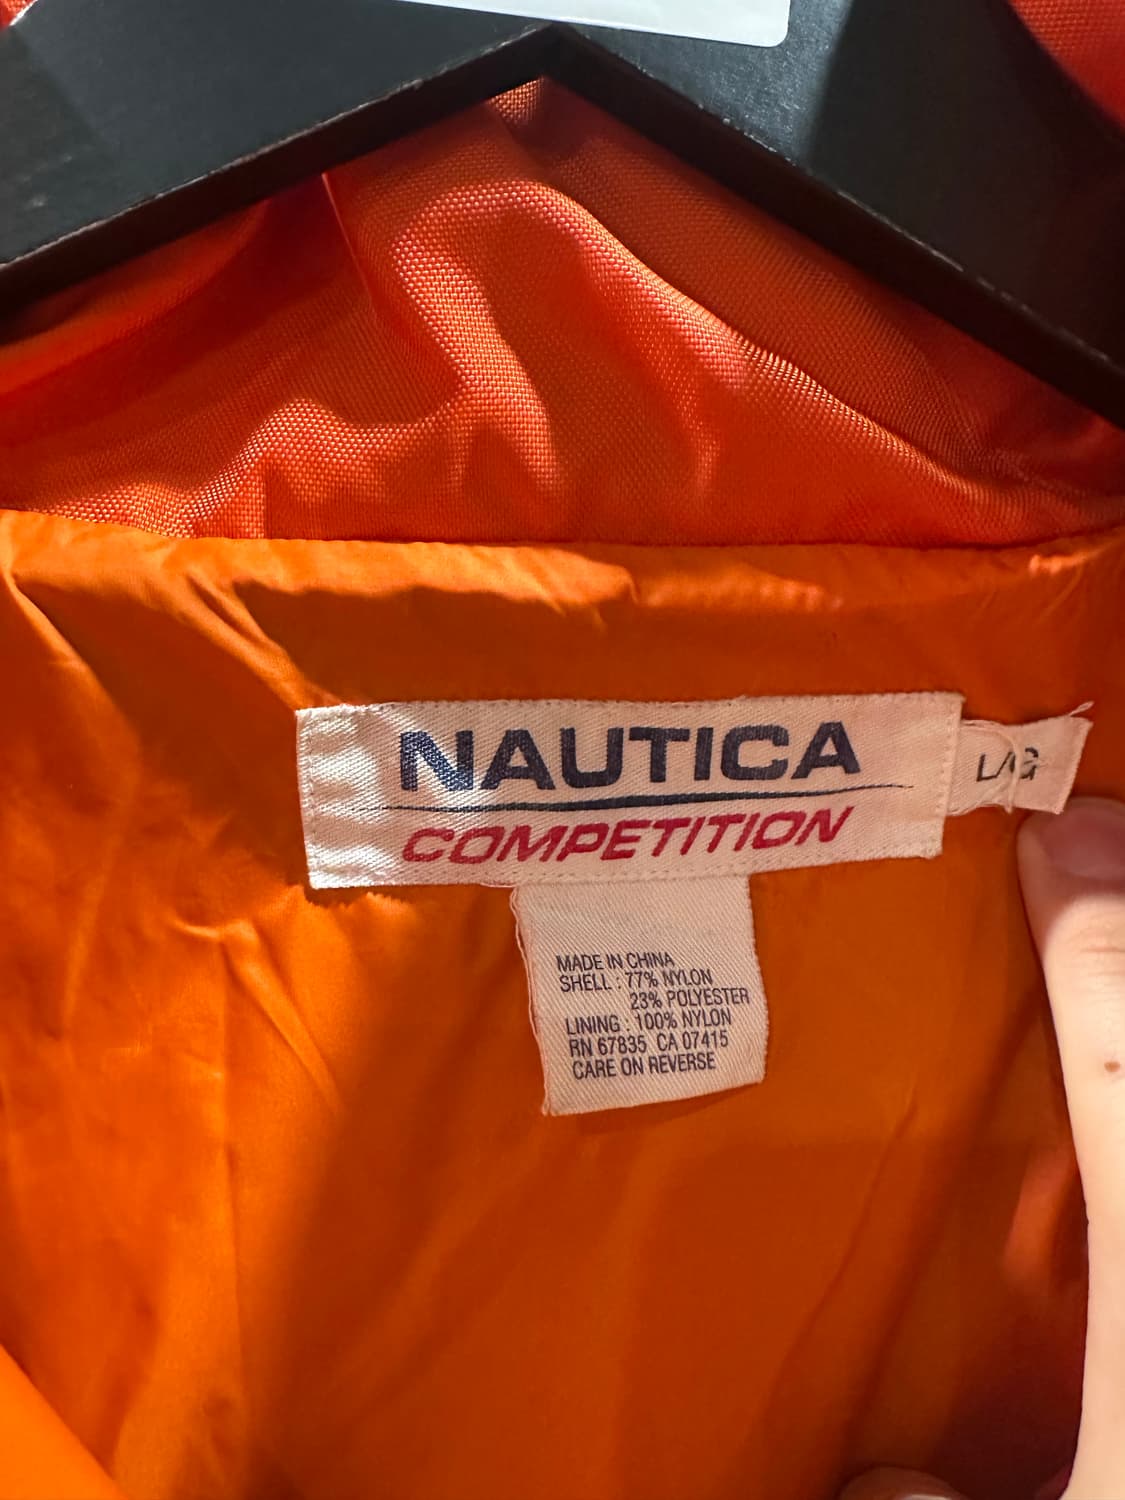 NAUTICA
COMPETITION
L/G
MADE IN CHINA
SHELL : 77% NYLON
23% POLYESTER
LINING : 100% NYLON
RN 67835 CA 07415
CARE ON REVERSE